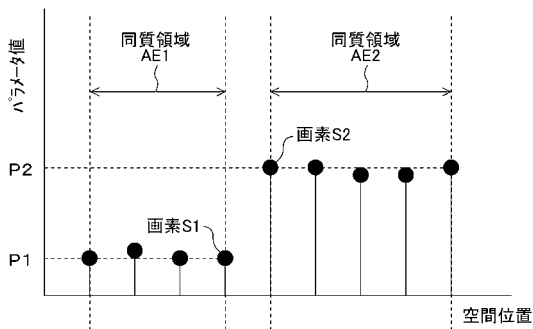 同質領域
AE1
同質領域
AE2
パラメータ値
画素S2
P2
画素S1
P1
空間位置